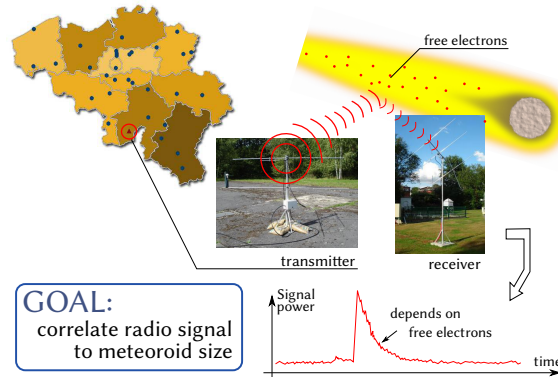 free electrons
transmitter
receiver
GOAL:
correlate radio signal
to meteoroid size
Signal
power
depends on
free electrons
time